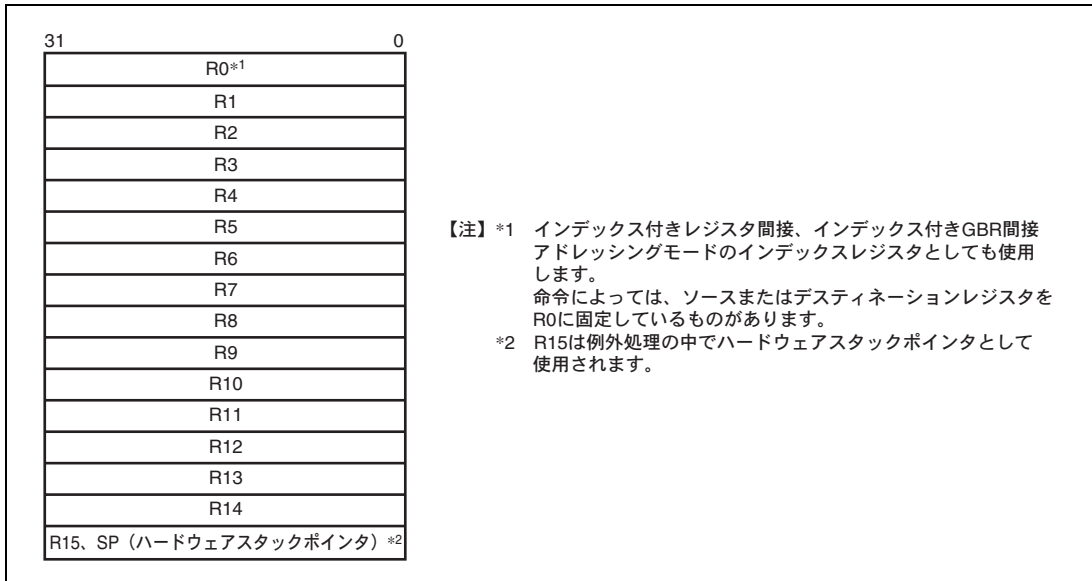 31 0
R0*1
R1
R2
R3
R4
R5
R6
R7
R8
R9
R10
R11
R12
R13
R14
R15、SP（ハードウェアスタックポインタ）*2
【注】*1 インデックス付きレジスタ間接、インデックス付きGBR間接
アドレッシングモードのインデックスレジスタとしても使用
します。
命令によっては、ソースまたはデスティネーションレジスタを
R0に固定しているものがあります。
*2 R15は例外処理の中でハードウェアスタックポインタとして
使用されます。